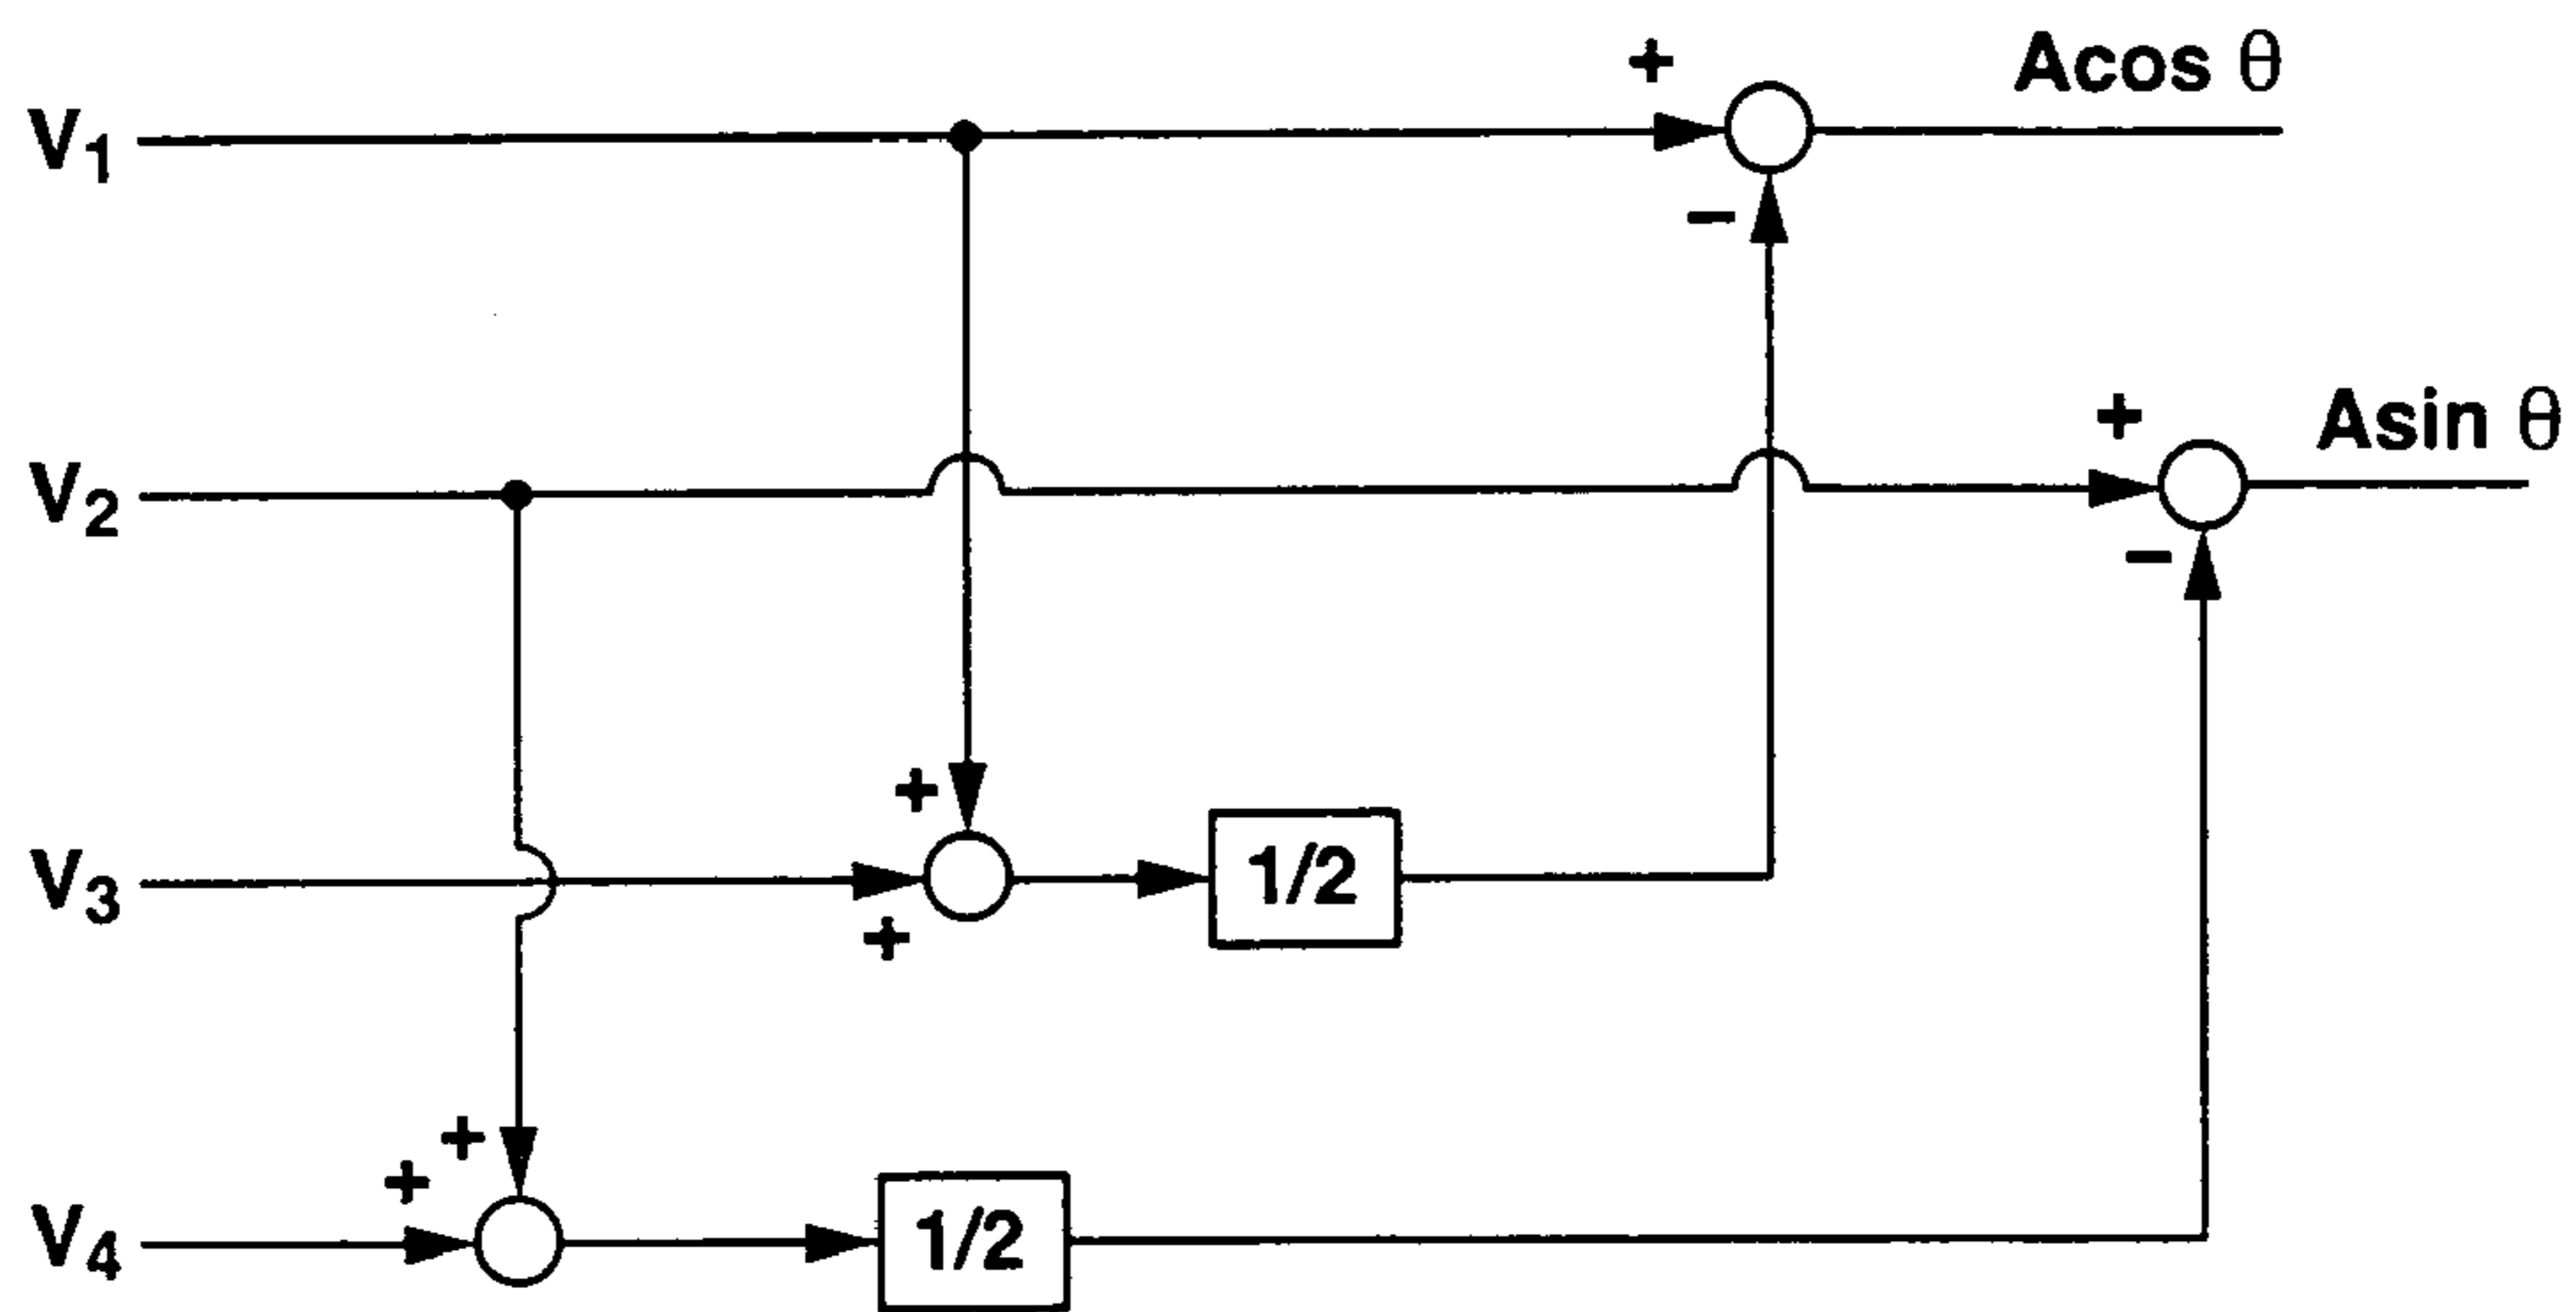 +
Acos θ
V₁
−
+
Asin θ
V₂
−
+
V₃
1/2
+
+
+
V₄
1/2